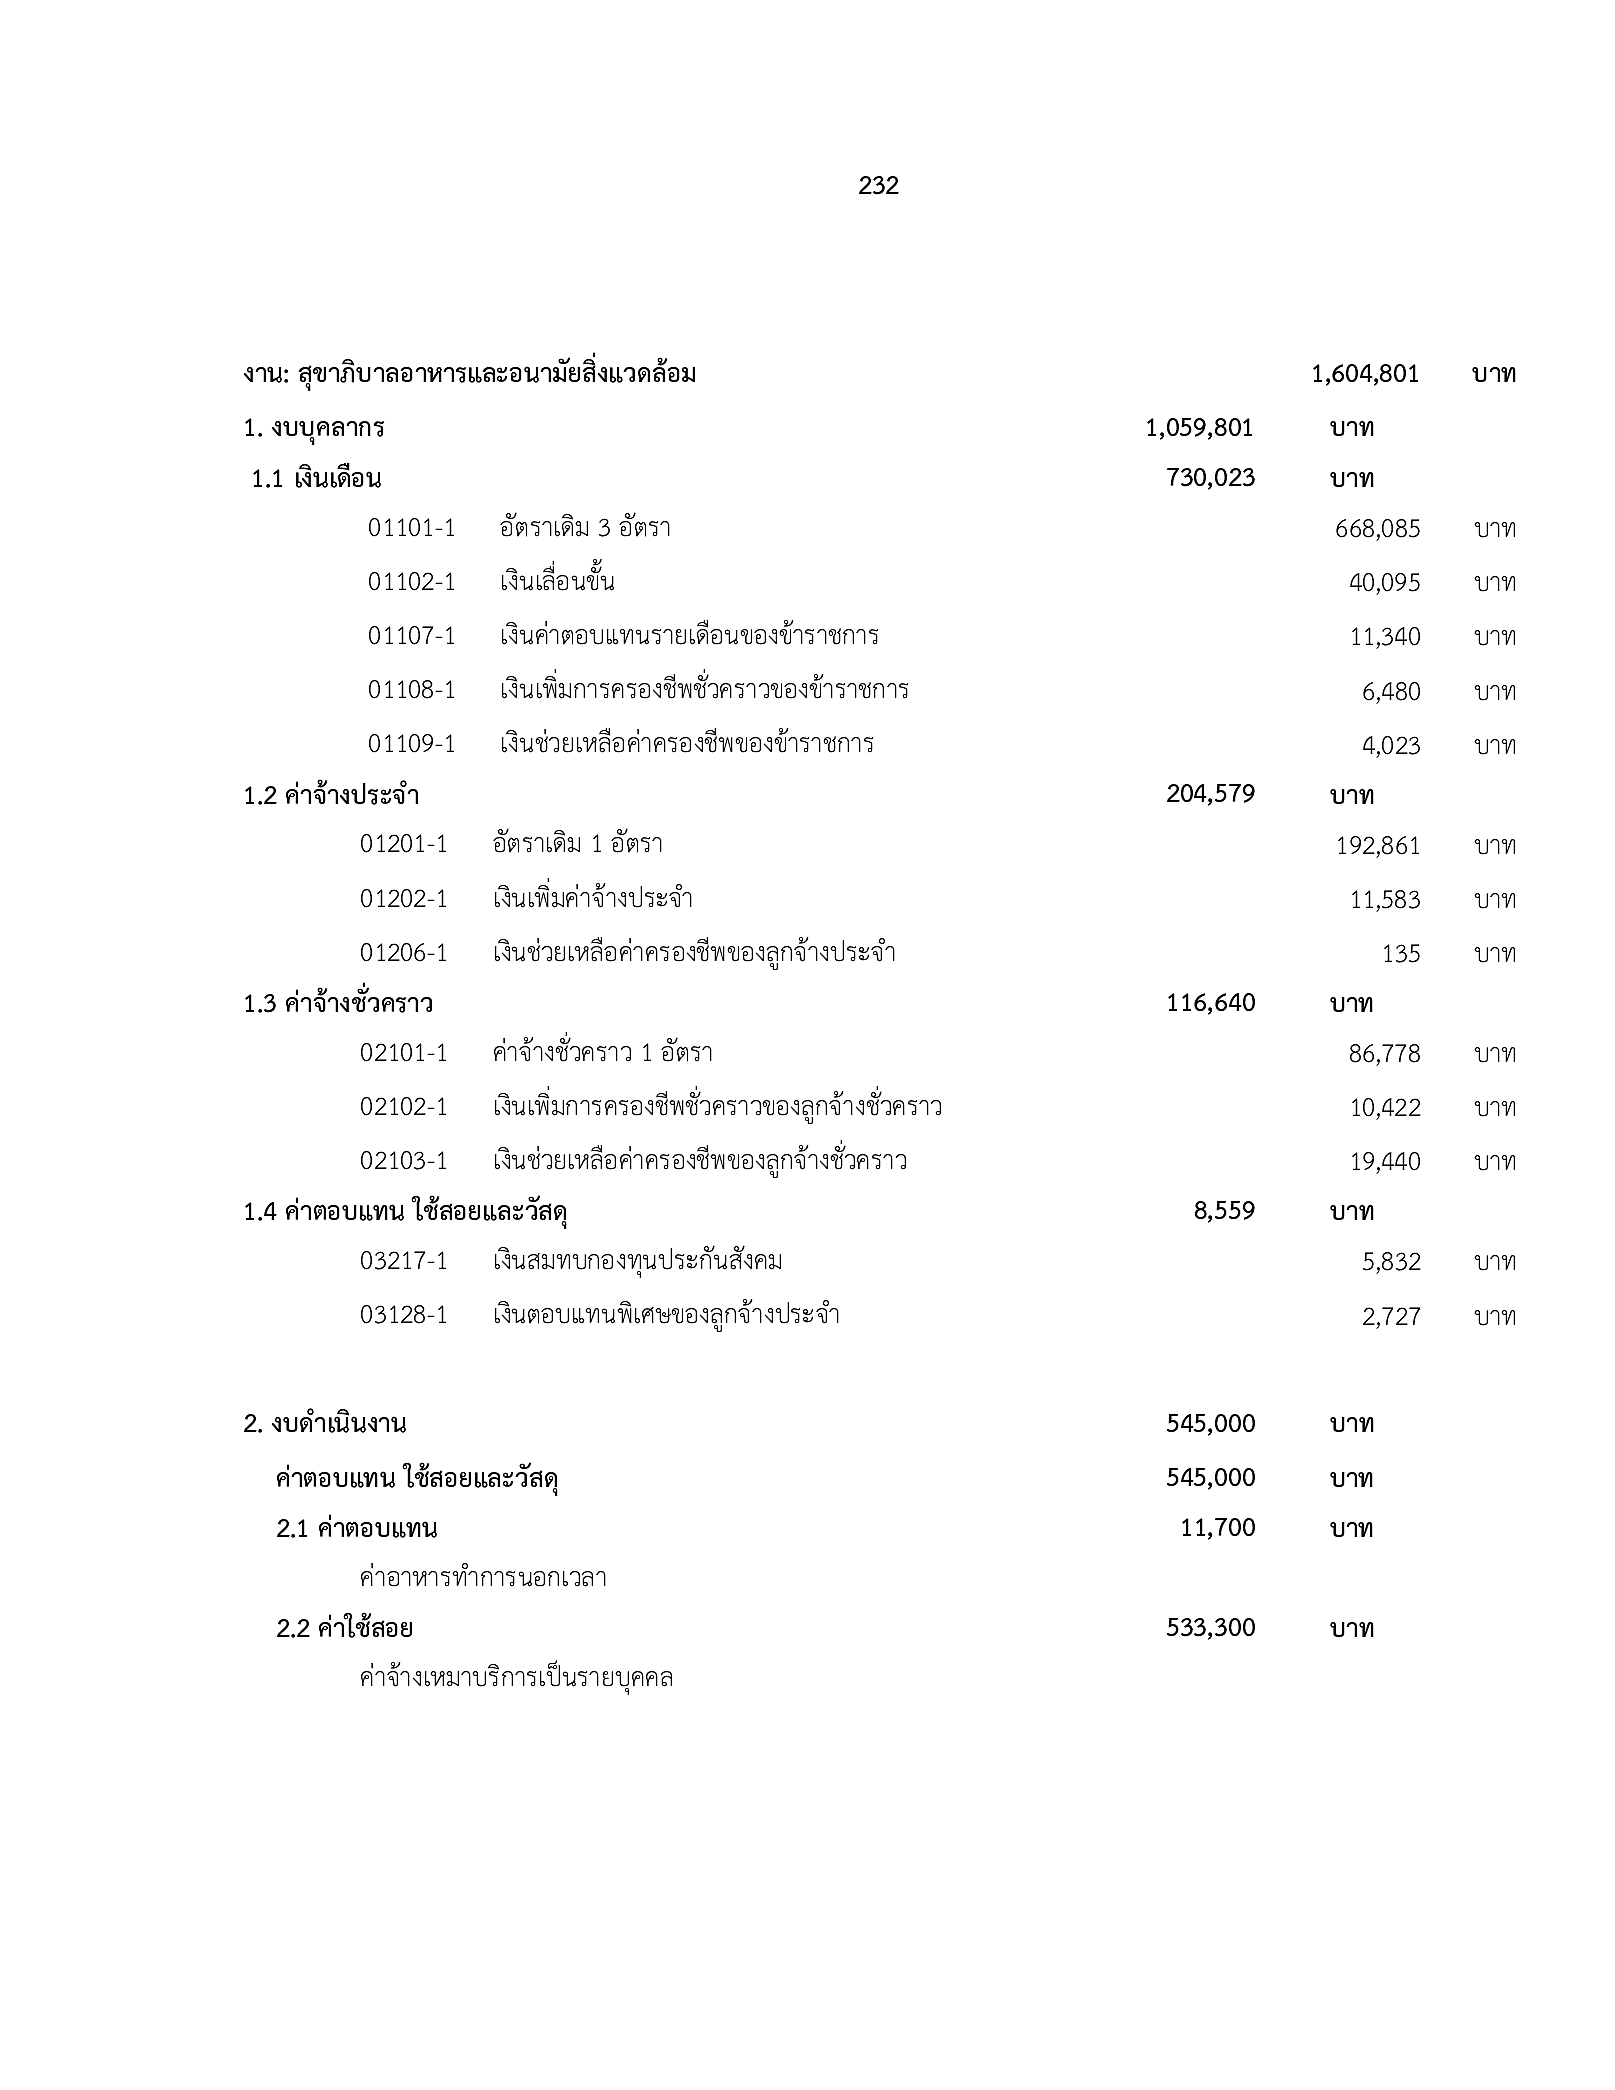 232
งาน: สุขาภิบาลอาหารและอนามัยสิ่งแวดล้อม 1,604,801 บาท
1. งบบุคลากร 1,059,801 บาท
1.1 เงินเดือน 730,023 บาท
01101-1 อัตราเดิม 3 อัตรา 668,085 บาท
01102-1 เงินเลื่อนขั้น 40,095 บาท
01107-1 เงินค่าตอบแทนรายเดือนของข้าราชการ 11,340 บาท
01108-1 เงินเพิ่มการครองชีพชั่วคราวของข้าราชการ 6,480 บาท
01109-1 เงินช่วยเหลือค่าครองชีพของข้าราชการ 4,023 บาท
1.2 ค่าจ้างประจำ 204,579 บาท
01201-1 อัตราเดิม 1 อัตรา 192,861 บาท
01202-1 เงินเพิ่มค่าจ้างประจำ 11,583 บาท
01206-1 เงินช่วยเหลือค่าครองชีพของลูกจ้างประจำ 135 บาท
1.3 ค่าจ้างชั่วคราว 116,640 บาท
02101-1 ค่าจ้างชั่วคราว 1 อัตรา 86,778 บาท
02102-1 เงินเพิ่มการครองชีพชั่วคราวของลูกจ้างชั่วคราว 10,422 บาท
02103-1 เงินช่วยเหลือค่าครองชีพของลูกจ้างชั่วคราว 19,440 บาท
1.4 ค่าตอบแทน ใช้สอยและวัสดุ 8,559 บาท
03217-1 เงินสมทบกองทุนประกันสังคม 5,832 บาท
03128-1 เงินตอบแทนพิเศษของลูกจ้างประจำ 2,727 บาท
2. งบดำเนินงาน 545,000 บาท
ค่าตอบแทน ใช้สอยและวัสดุ 545,000 บาท
2.1 ค่าตอบแทน 11,700 บาท
ค่าอาหารทำการนอกเวลา
2.2 ค่าใช้สอย 533,300 บาท
ค่าจ้างเหมาบริการเป็นรายบุคคล